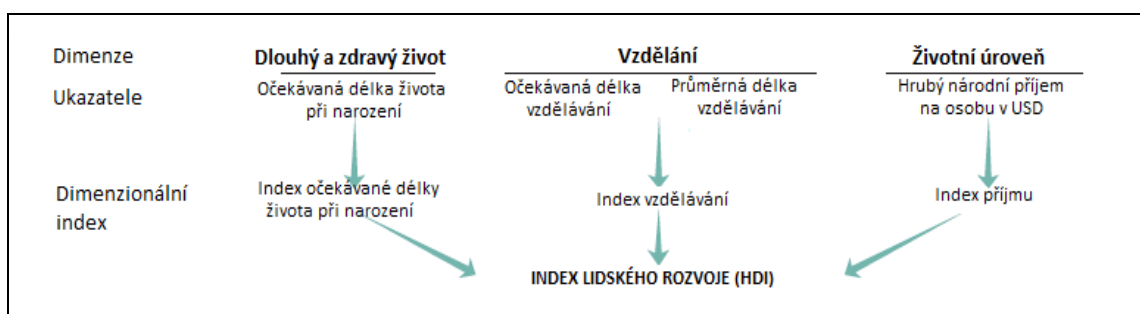 Dimenze
Dlouhý a zdravý život
Vzdělání
Životní úroveň
Ukazatele
Očekávaná délka života
při narození
Očekávaná délka
vzdělávání
Průměrná délka
vzdělávání
Hrubý národní příjem
na osobu v USD
Dimenzionální
index
Index očekávané délky
života při narození
Index vzdělávání
Index příjmu
INDEX LIDSKÉHO ROZVOJE (HDI)